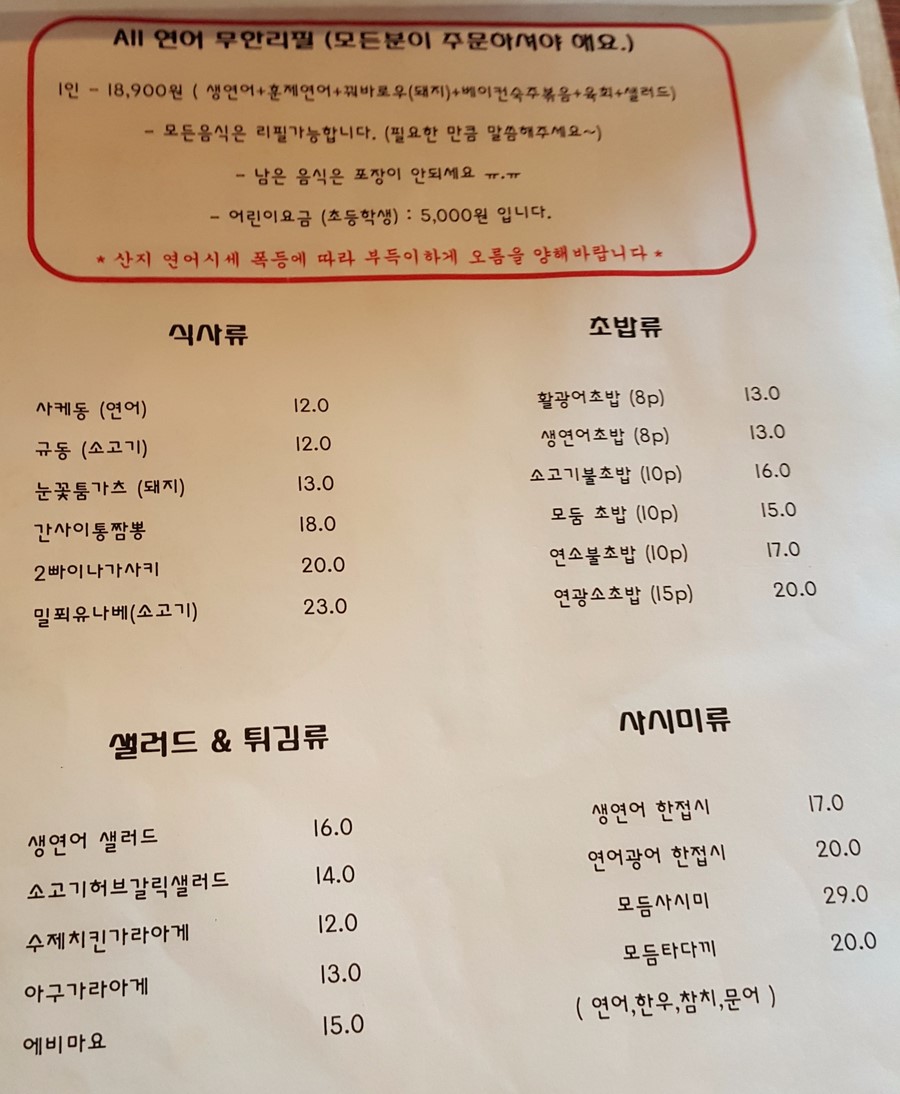 All 연어 무한리필 (모든분이 주문하셔야 해요.)
1인 - 18,900원 ( 생연어+훈제연어+꿔바로우(돼지)+베이컨숙주볶음+육회+샐러드)
- 모든음식은 리필가능합니다. (필요한 만큼 말씀해주세요~)
- 남은 음식은 포장이 안되세요 ㅠ.ㅠ
- 어린이요금 (초등학생) : 5,000원 입니다.
* 산지 연어시세 폭등에 따라 부득이하게 오름을 양해바랍니다 *
식사류
사케동 (연어) 12.0
규동 (소고기) 12.0
눈꽃통가츠 (돼지) 13.0
간사이통짬뽕 18.0
2빠이나가사키 20.0
밀푀유나베(소고기) 23.0
초밥류
활광어초밥 (8p) 13.0
생연어초밥 (8p) 13.0
소고기불초밥 (10p) 16.0
모둠 초밥 (10p) 15.0
연소불초밥 (10p) 17.0
연광소초밥 (15p) 20.0
샐러드 & 튀김류
생연어 샐러드 16.0
소고기허브갈릭샐러드 14.0
수제치킨가라아게 12.0
아구가라아게 13.0
에비마요 15.0
사시미류
생연어 한접시 17.0
연어광어 한접시 20.0
모듬사시미 29.0
모듬타다끼 20.0
( 연어,한우,참치,문어 )